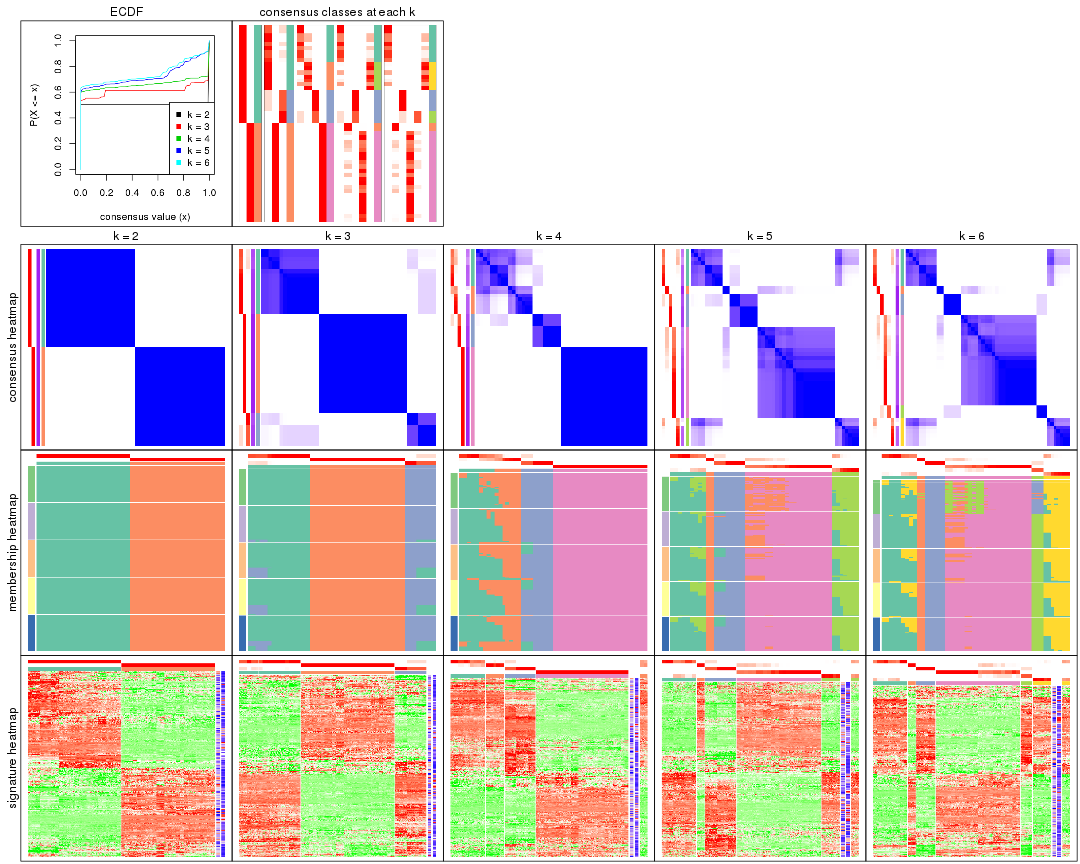 ECDF
consensus classes at each k
P(X <= x)
1.0
0.8
0.6
0.4
0.2
0.0
k = 2
k = 3
k = 4
k = 5
k = 6
0.0 0.2 0.4 0.6 0.8 1.0
consensus value (x)
k = 2 k = 3 k = 4 k = 5 k = 6
consensus heatmap
membership heatmap
signature heatmap